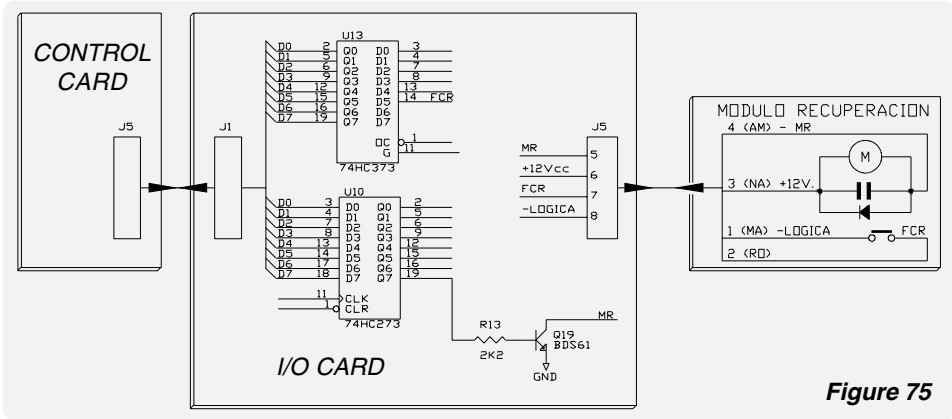 CONTROL
CARD
J5
J1
U13
D0 2 Q0 D0 3
D1 5 Q1 D1 4
D2 6 Q2 D2 7
D3 9 Q3 D3 8
D4 12 Q4 D4 13
D5 15 Q5 D5 14 FCR
D6 16 Q6 D6
D7 19 Q7 D7
OC 1
G 11
74HC373
U10
D0 3 D0 Q0 2
D1 4 D1 Q1 5
D2 7 D2 Q2 6
D3 8 D3 Q3 9
D4 13 D4 Q4 12
D5 14 D5 Q5 15
D6 17 D6 Q6 16
D7 18 D7 Q7 19
11 CLK
1 CLR
74HC273
R13
2K2
MR
Q19
BDS61
GND
I/O CARD
J5
MR 5
+12Vcc 6
FCR 7
-LOGICA 8
MODULO RECUPERACION
4 (AM) - MR
M
3 (NA) +12V.
1 (MA) -LOGICA FCR
2 (RO)
Figure 75